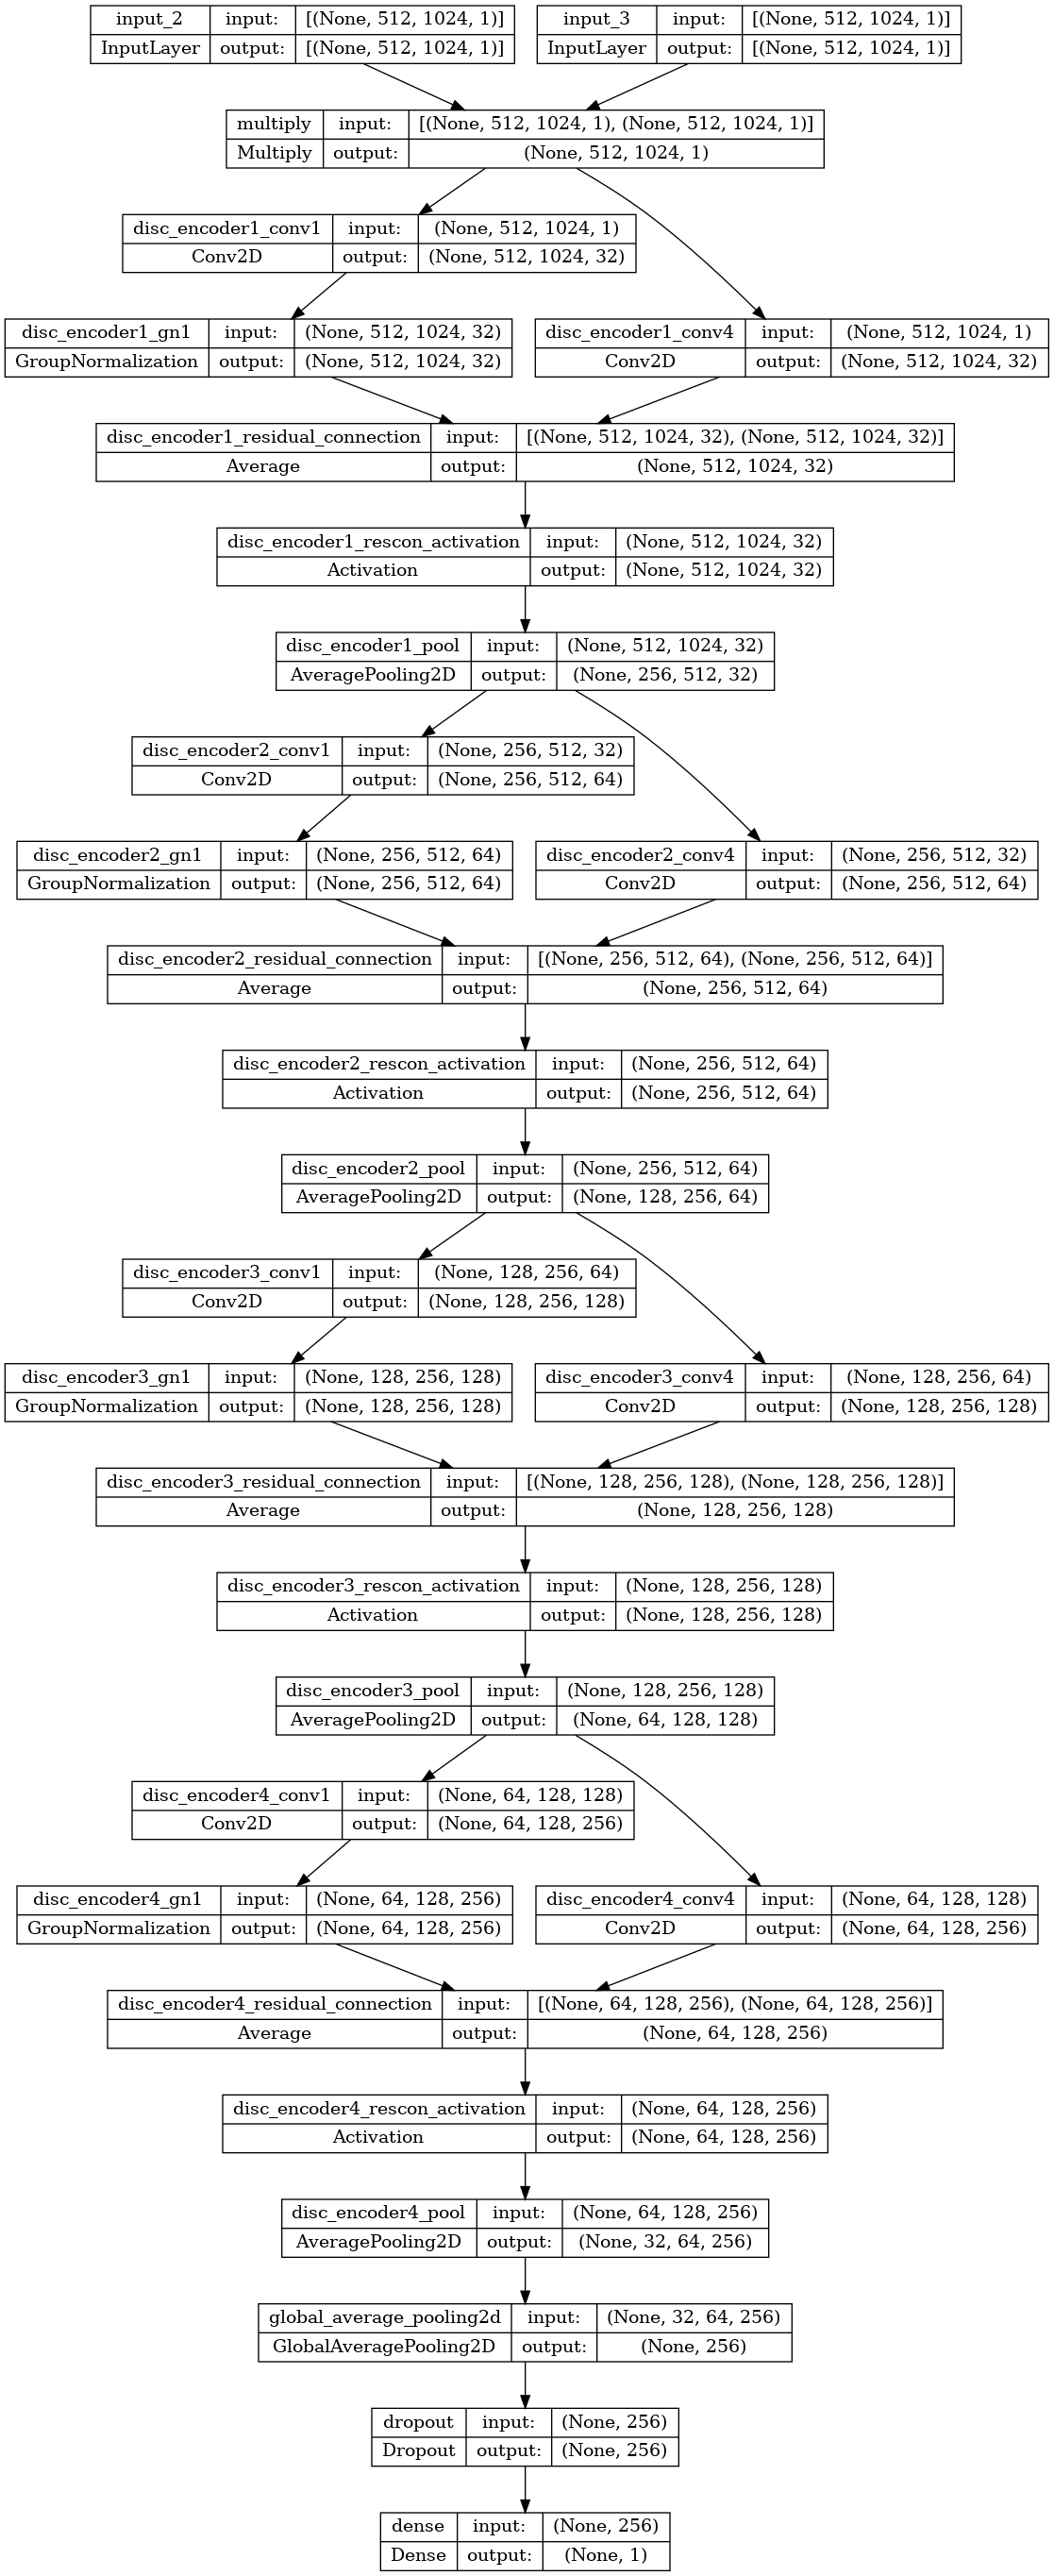 input_2 input: [(None, 512, 1024, 1)]
InputLayer output: [(None, 512, 1024, 1)]
input_3 input: [(None, 512, 1024, 1)]
InputLayer output: [(None, 512, 1024, 1)]
multiply input: [(None, 512, 1024, 1), (None, 512, 1024, 1)]
Multiply output: (None, 512, 1024, 1)
disc_encoder1_conv1 input: (None, 512, 1024, 1)
Conv2D output: (None, 512, 1024, 32)
disc_encoder1_gn1 input: (None, 512, 1024, 32)
GroupNormalization output: (None, 512, 1024, 32)
disc_encoder1_conv4 input: (None, 512, 1024, 1)
Conv2D output: (None, 512, 1024, 32)
disc_encoder1_residual_connection input: [(None, 512, 1024, 32), (None, 512, 1024, 32)]
Average output: (None, 512, 1024, 32)
disc_encoder1_rescon_activation input: (None, 512, 1024, 32)
Activation output: (None, 512, 1024, 32)
disc_encoder1_pool input: (None, 512, 1024, 32)
AveragePooling2D output: (None, 256, 512, 32)
disc_encoder2_conv1 input: (None, 256, 512, 32)
Conv2D output: (None, 256, 512, 64)
disc_encoder2_gn1 input: (None, 256, 512, 64)
GroupNormalization output: (None, 256, 512, 64)
disc_encoder2_conv4 input: (None, 256, 512, 32)
Conv2D output: (None, 256, 512, 64)
disc_encoder2_residual_connection input: [(None, 256, 512, 64), (None, 256, 512, 64)]
Average output: (None, 256, 512, 64)
disc_encoder2_rescon_activation input: (None, 256, 512, 64)
Activation output: (None, 256, 512, 64)
disc_encoder2_pool input: (None, 256, 512, 64)
AveragePooling2D output: (None, 128, 256, 64)
disc_encoder3_conv1 input: (None, 128, 256, 64)
Conv2D output: (None, 128, 256, 128)
disc_encoder3_gn1 input: (None, 128, 256, 128)
GroupNormalization output: (None, 128, 256, 128)
disc_encoder3_conv4 input: (None, 128, 256, 64)
Conv2D output: (None, 128, 256, 128)
disc_encoder3_residual_connection input: [(None, 128, 256, 128), (None, 128, 256, 128)]
Average output: (None, 128, 256, 128)
disc_encoder3_rescon_activation input: (None, 128, 256, 128)
Activation output: (None, 128, 256, 128)
disc_encoder3_pool input: (None, 128, 256, 128)
AveragePooling2D output: (None, 64, 128, 128)
disc_encoder4_conv1 input: (None, 64, 128, 128)
Conv2D output: (None, 64, 128, 256)
disc_encoder4_gn1 input: (None, 64, 128, 256)
GroupNormalization output: (None, 64, 128, 256)
disc_encoder4_conv4 input: (None, 64, 128, 128)
Conv2D output: (None, 64, 128, 256)
disc_encoder4_residual_connection input: [(None, 64, 128, 256), (None, 64, 128, 256)]
Average output: (None, 64, 128, 256)
disc_encoder4_rescon_activation input: (None, 64, 128, 256)
Activation output: (None, 64, 128, 256)
disc_encoder4_pool input: (None, 64, 128, 256)
AveragePooling2D output: (None, 32, 64, 256)
global_average_pooling2d input: (None, 32, 64, 256)
GlobalAveragePooling2D output: (None, 256)
dropout input: (None, 256)
Dropout output: (None, 256)
dense input: (None, 256)
Dense output: (None, 1)